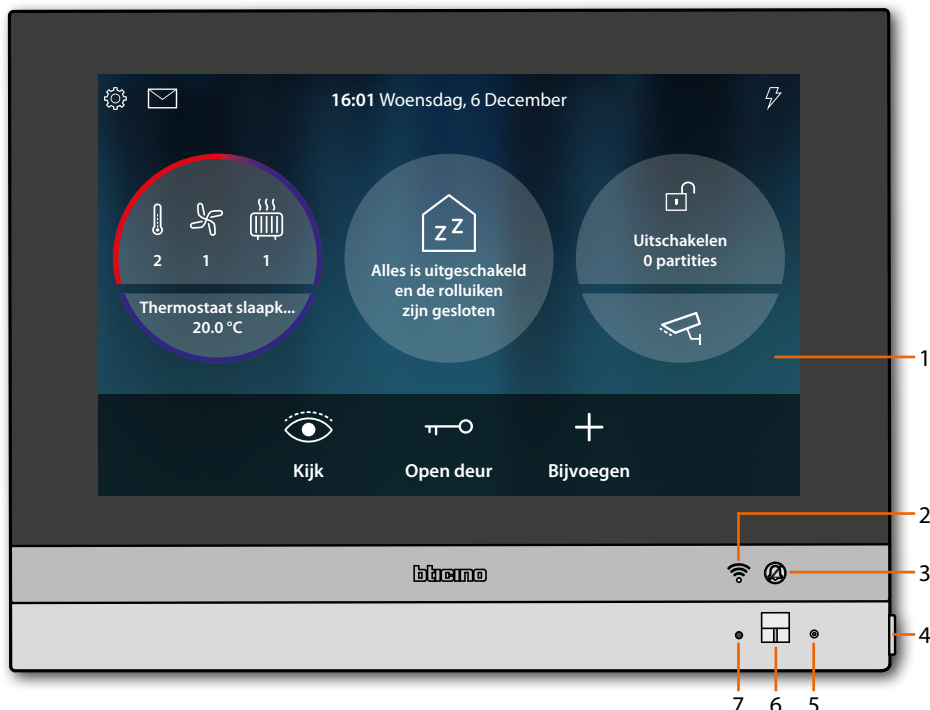 16:01 Woensdag, 6 December
2 1 1
Thermostaat slaapk...
20.0 °C
z Z
Alles is uitgeschakeld
en de rolluiken
zijn gesloten
Uitschakelen
0 partities
1
Kijk Open deur Bijvoegen
2
bticino
3
4
7 6 5